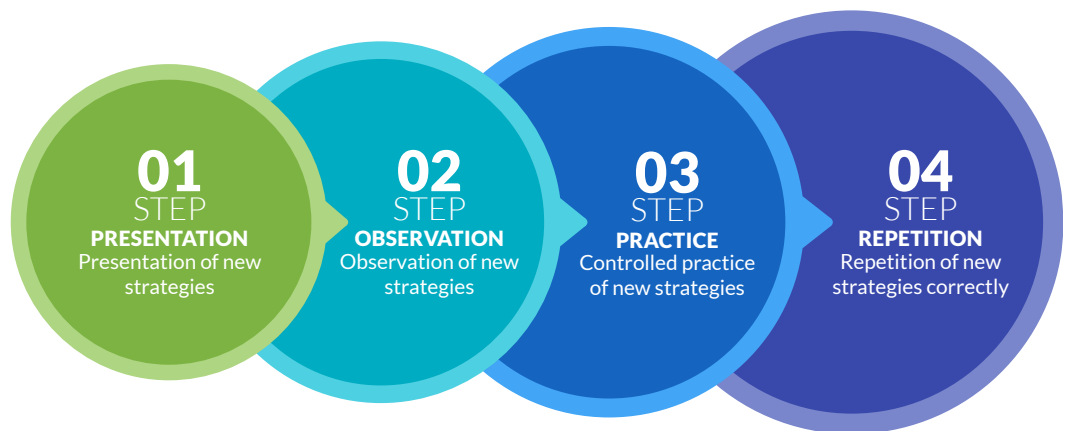 01
STEP
PRESENTATION
Presentation of new
strategies
02
STEP
OBSERVATION
Observation of new
strategies
03
STEP
PRACTICE
Controlled practice
of new strategies
04
STEP
REPETITION
Repetition of new
strategies correctly